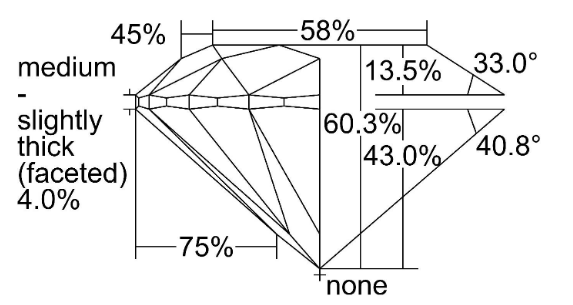 45%
58%
medium
-
slightly
thick
(faceted)
4.0%
13.5%
33.0°
60.3%
43.0%
40.8°
75%
none